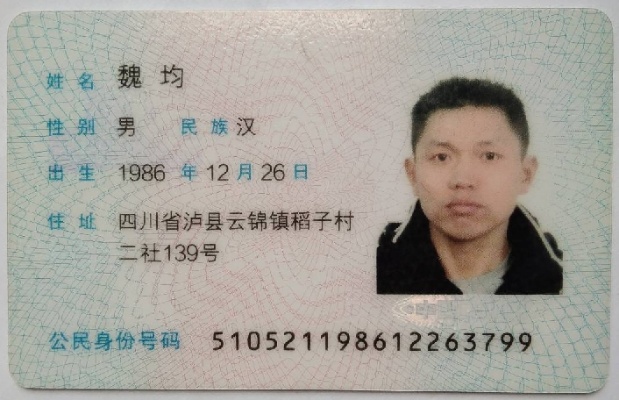 姓名 魏均
性别 男 民族 汉
出生 1986 年 12 月 26 日
住址 四川省泸县云锦镇稻子村
二社139号
公民身份号码 510521198612263799